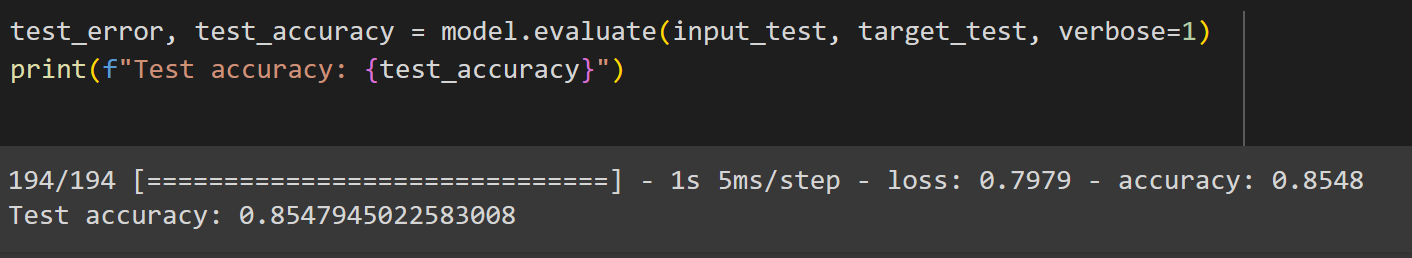 test_error, test_accuracy = model.evaluate(input_test, target_test, verbose=1)
print(f"Test accuracy: {test_accuracy}")
194/194 [==============================] - 1s 5ms/step - loss: 0.7979 - accuracy: 0.8548
Test accuracy: 0.8547945022583008